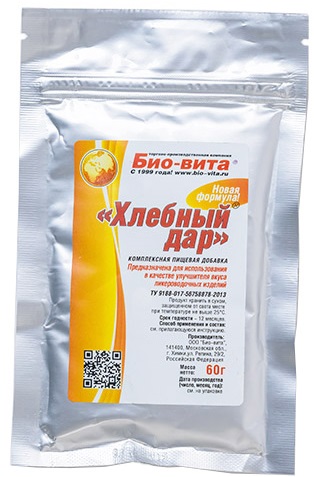 торгово-производственная компания
Био-вита®
С 1999 года! www.bio-vita.ru
Новая
формула!
«Хлебный
дар»®
КОМПЛЕКСНАЯ ПИЩЕВАЯ ДОБАВКА
Предназначена для использования
в качестве улучшителя вкуса
ликероводочных изделий
ТУ 9188-017-58758878-2013
Продукт хранить в сухом,
защищенном от света месте
при температуре не выше 25°С.
Срок годности – 12 месяцев.
Способ применения и состав:
см. прилагающуюся инструкцию.
Производитель:
ООО "Био-вита",
141400, Московская обл.,
г. Химки,ул. Репина, 29/2,
Российская Федерация
Масса
нетто:
60г
Дата производства
(число, месяц, год):
см. на упаковке